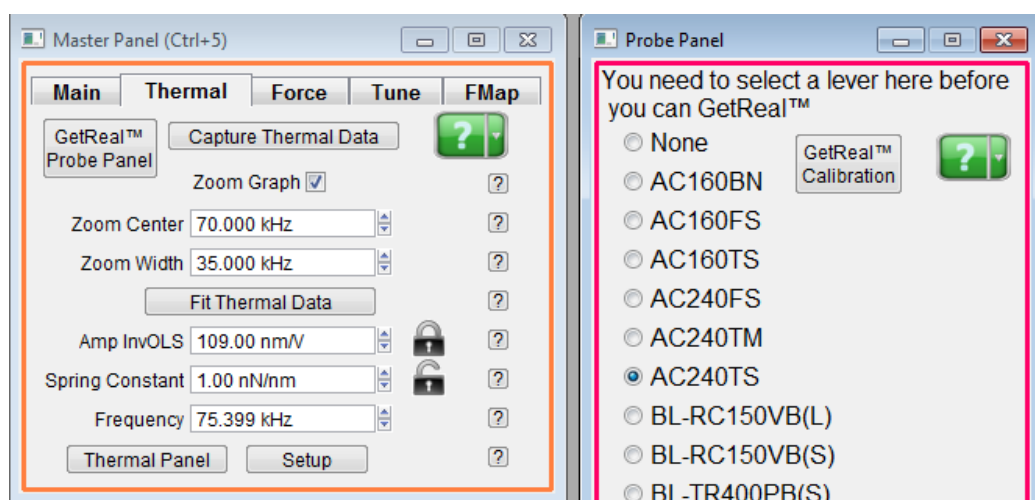 Master Panel (Ctrl+5)
Main Thermal Force Tune FMap
GetReal™
Probe Panel
Capture Thermal Data
?
Zoom Graph
?
Zoom Center 70.000 kHz
?
Zoom Width 35.000 kHz
?
Fit Thermal Data
?
Amp InvOLS 109.00 nm/V
?
Spring Constant 1.00 nN/nm
?
Frequency 75.399 kHz
?
Thermal Panel Setup
?
Probe Panel
You need to select a lever here before
you can GetReal™
None
GetReal™
Calibration
?
AC160BN
AC160FS
AC160TS
AC240FS
AC240TM
AC240TS
BL-RC150VB(L)
BL-RC150VB(S)
BL-TR400PB(S)